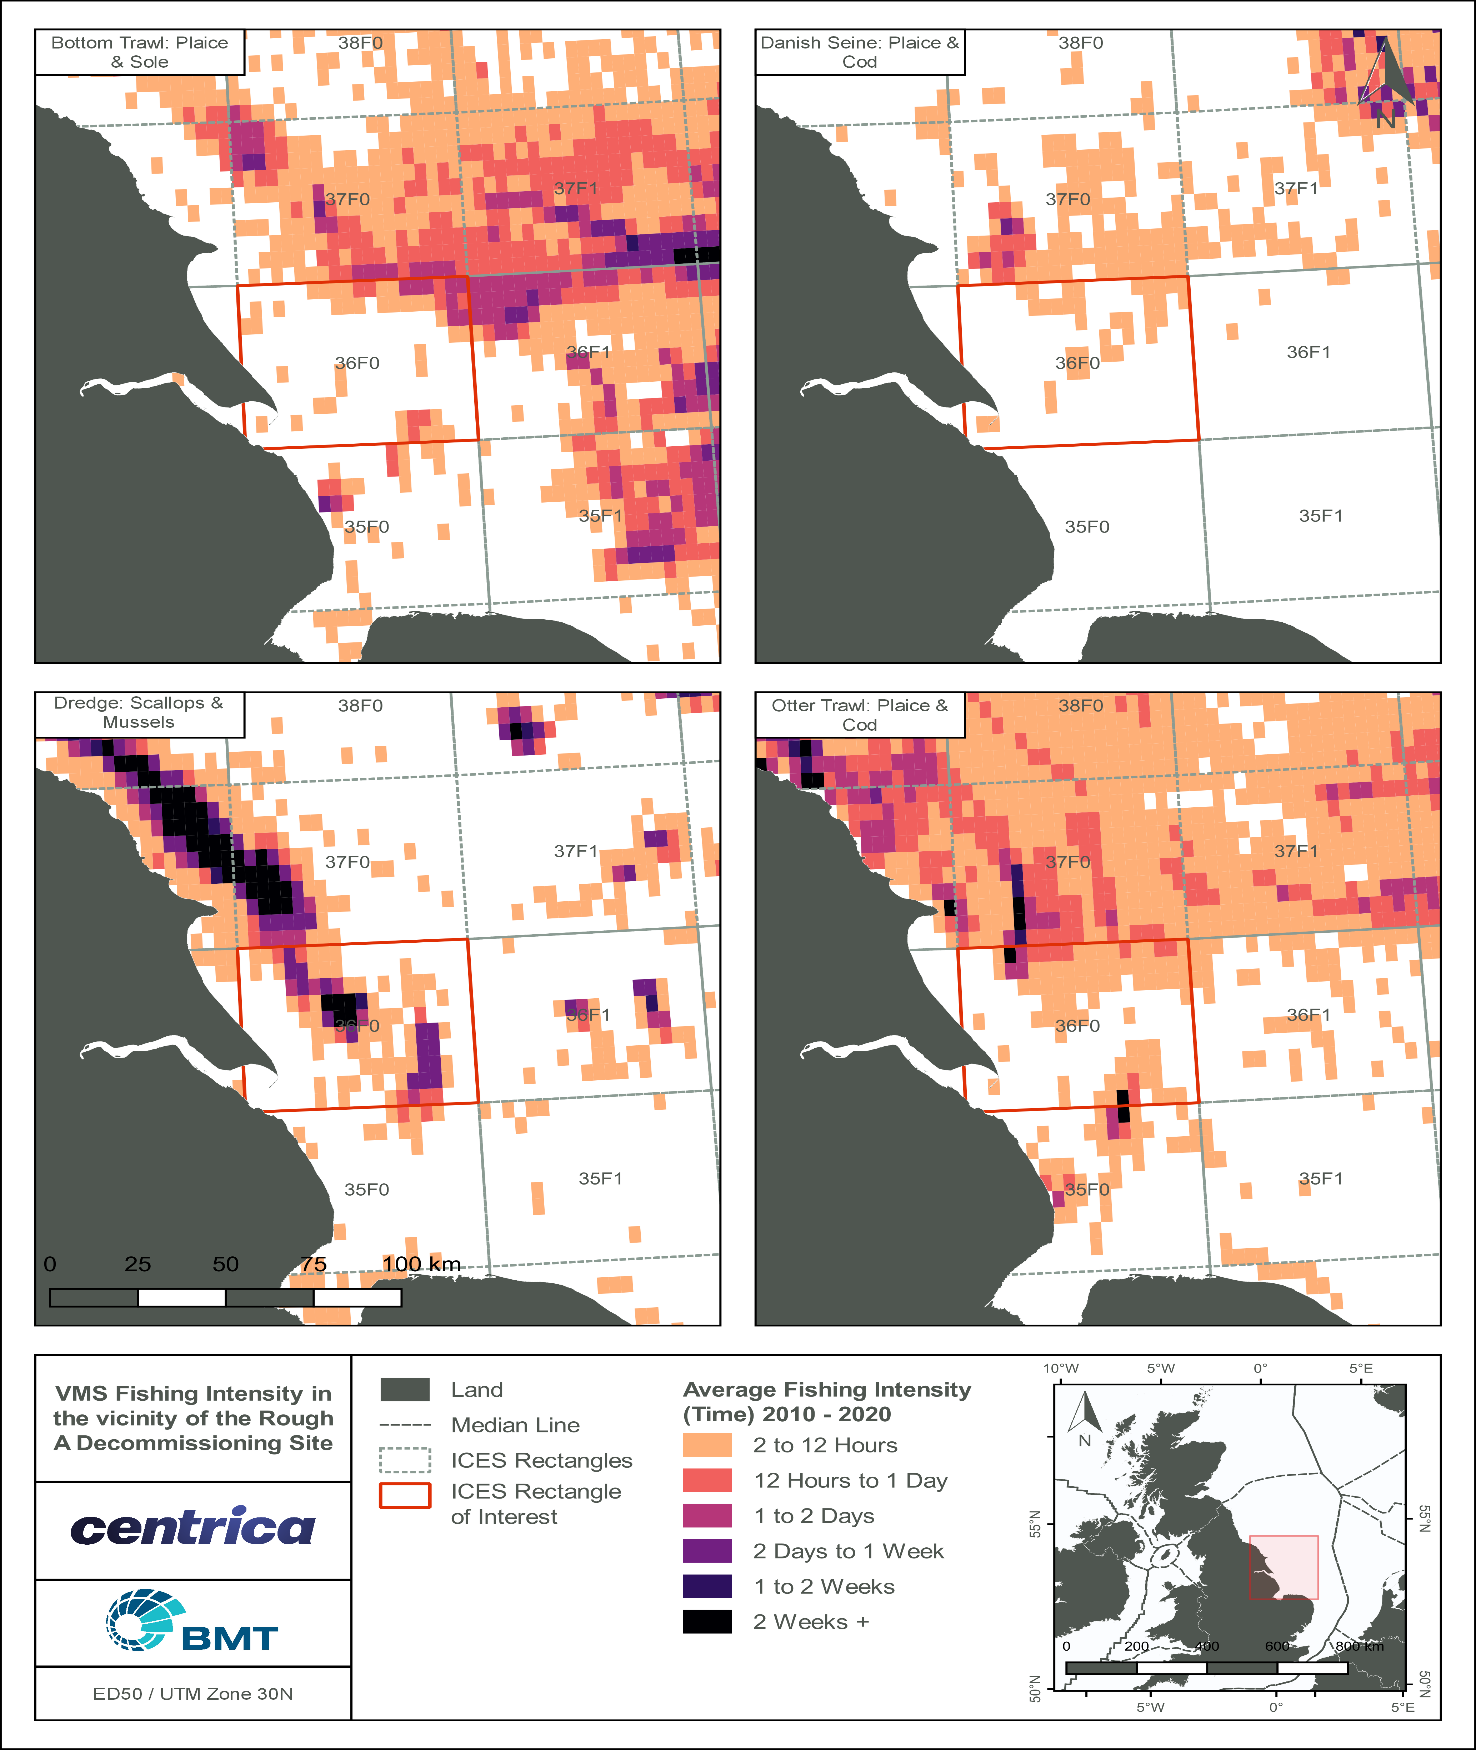 Bottom Trawl: Plaice
& Sole
38F0
37F0
37F1
36F0
36F1
35F0
35F1
Danish Seine: Plaice &
Cod
38F0
N
37F0
37F1
36F0
36F1
35F0
35F1
Dredge: Scallops &
Mussels
38F0
37F0
37F1
36F0
36F1
35F0
35F1
0 25 50 75 100 km
Otter Trawl: Plaice &
Cod
38F0
37F0
37F1
36F0
36F1
35F0
35F1
VMS Fishing Intensity in
the vicinity of the Rough
A Decommissioning Site
centrica
BMT
ED50 / UTM Zone 30N
Land
Median Line
ICES Rectangles
ICES Rectangle
of Interest
Average Fishing Intensity
(Time) 2010 - 2020
2 to 12 Hours
12 Hours to 1 Day
1 to 2 Days
2 Days to 1 Week
1 to 2 Weeks
2 Weeks +
10°W 5°W 0° 5°E
N
55°N 55°N
0 200 400 600 800 km
50°N 50°N
5°W 0° 5°E